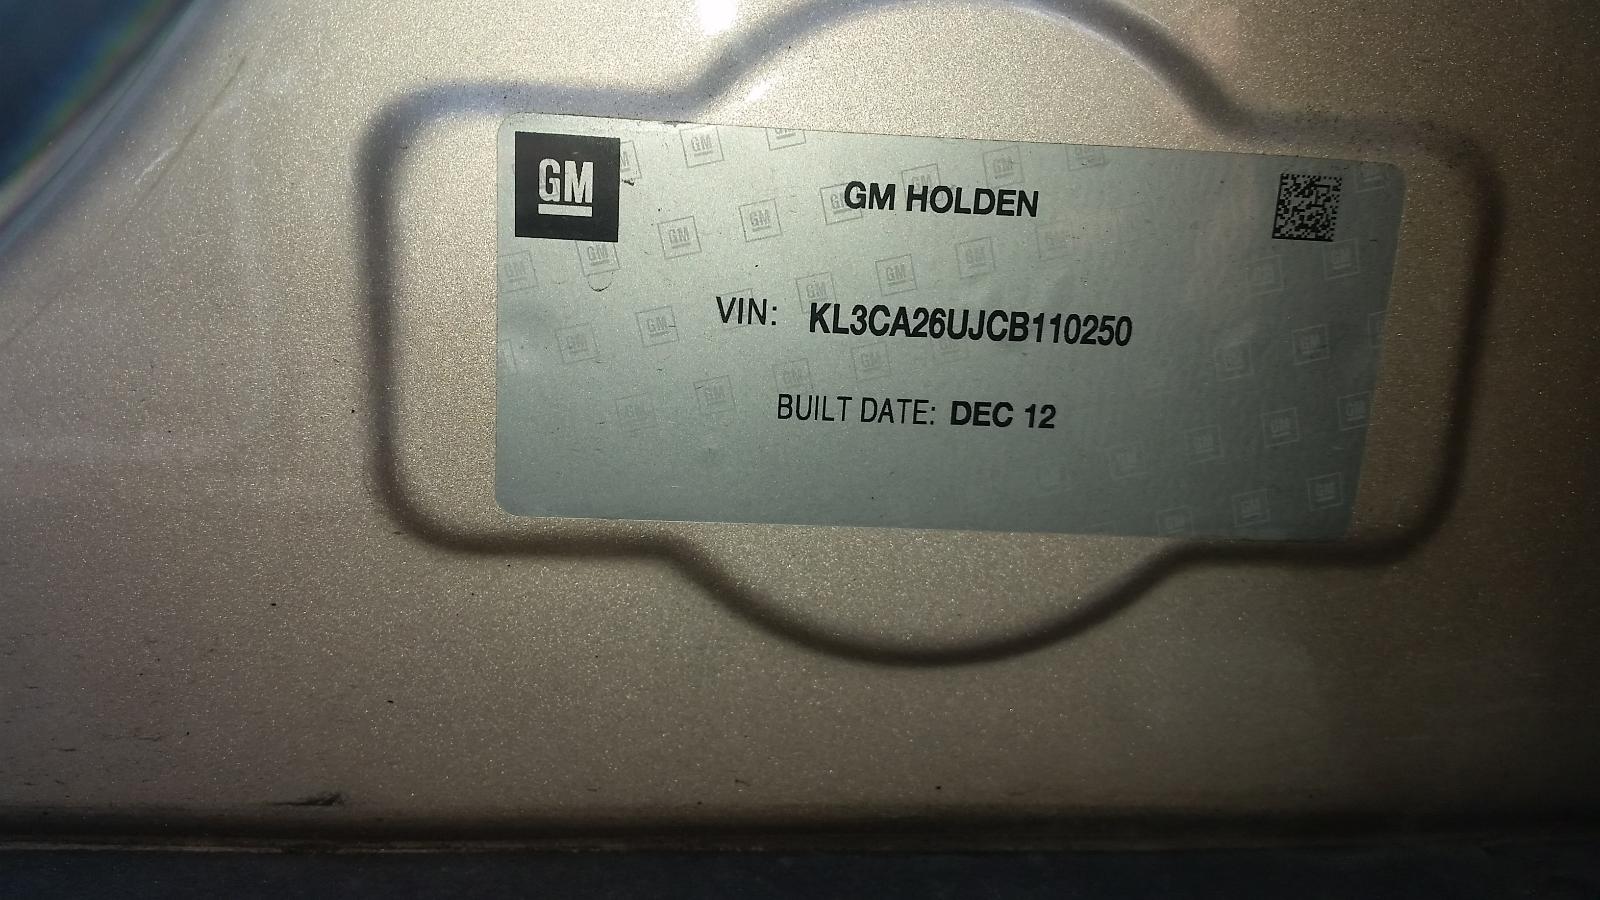 GM
GM HOLDEN
VIN: KL3CA26UJCB110250
BUILT DATE: DEC 12